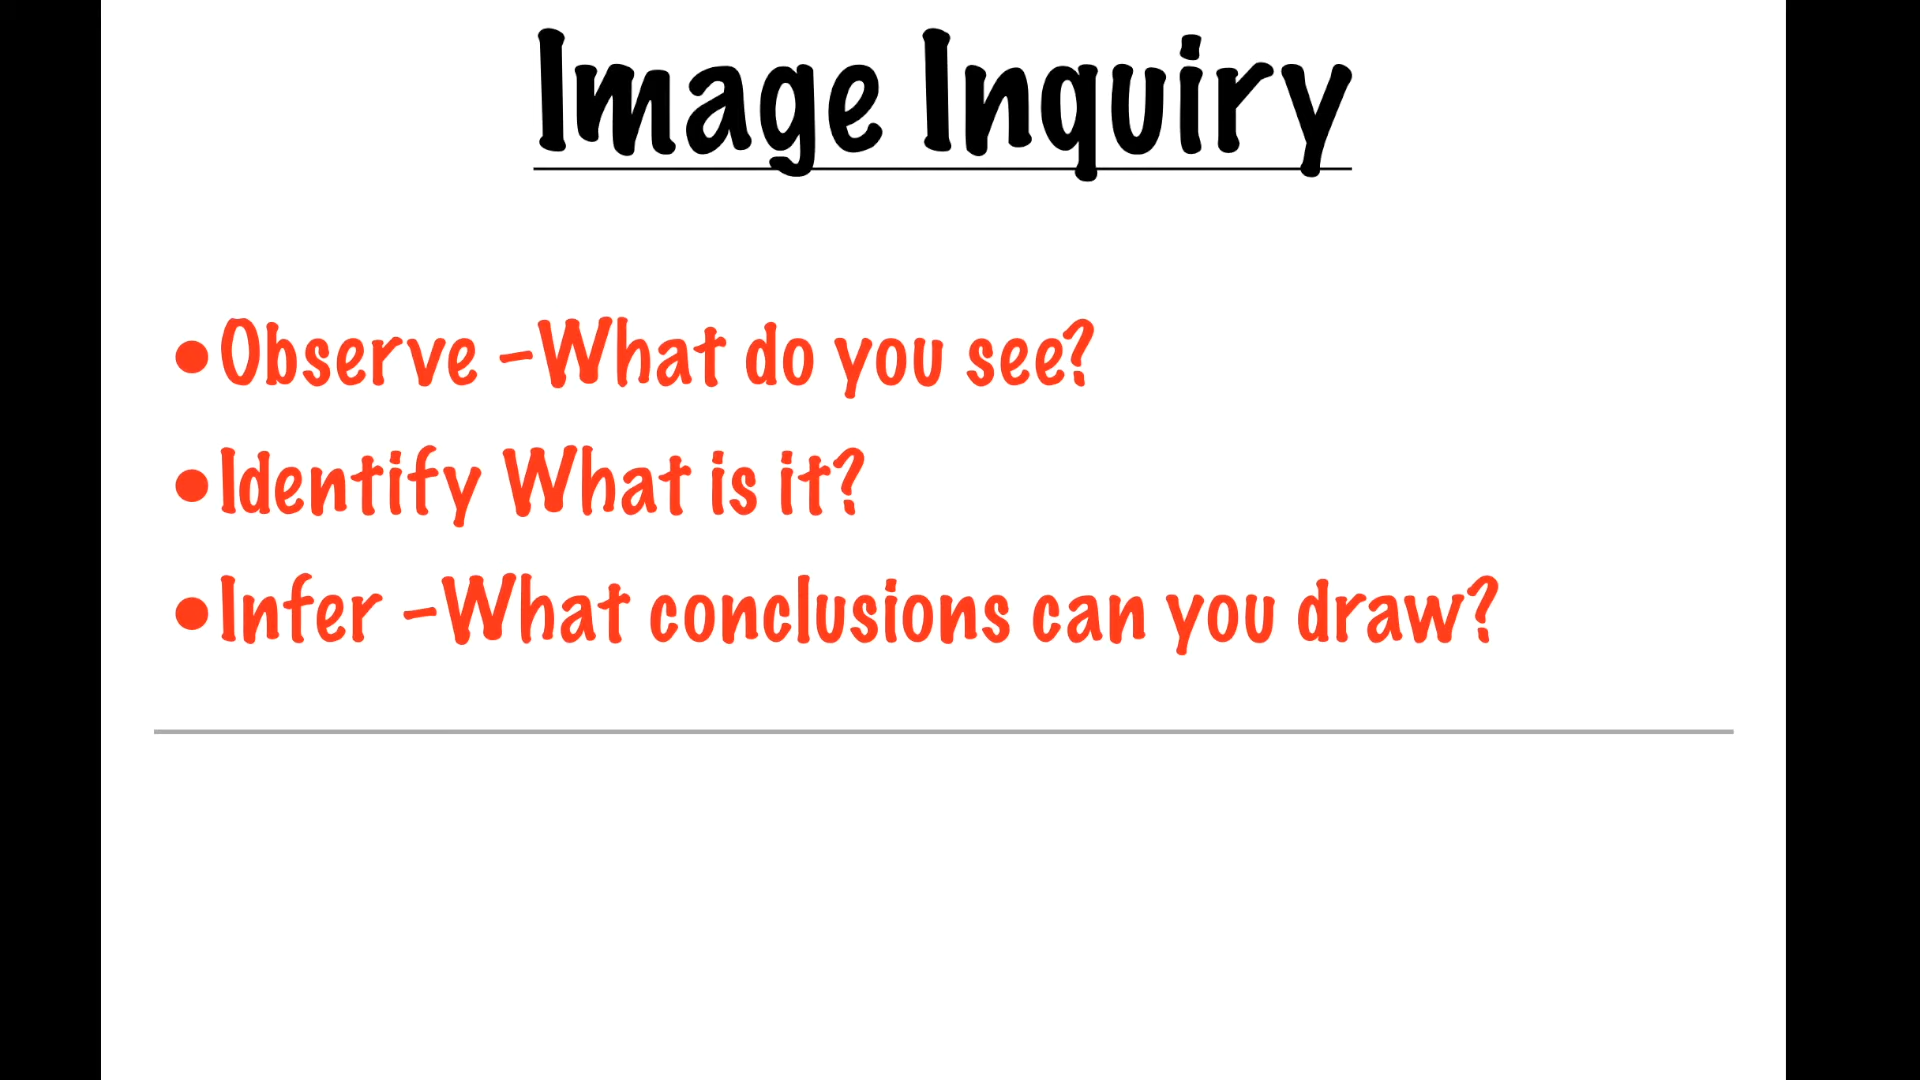 Image Inquiry
•Observe -What do you see?
•Identify What is it?
•Infer -What conclusions can you draw?